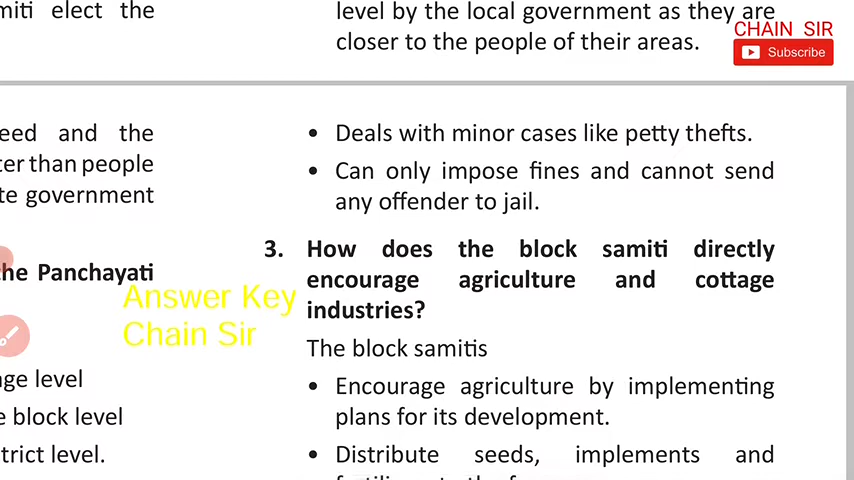 miti elect the
level by the local government as they are
closer to the people of their areas.
CHAIN SIR
Subscribe
eed and the
ter than people
te government
the Panchayati
age level
e block level
trict level.
• Deals with minor cases like petty thefts.
• Can only impose fines and cannot send
any offender to jail.
3. How does the block samiti directly
encourage agriculture and cottage
industries?
Answer Key
Chain Sir
The block samitis
• Encourage agriculture by implementing
plans for its development.
• Distribute seeds, implements and